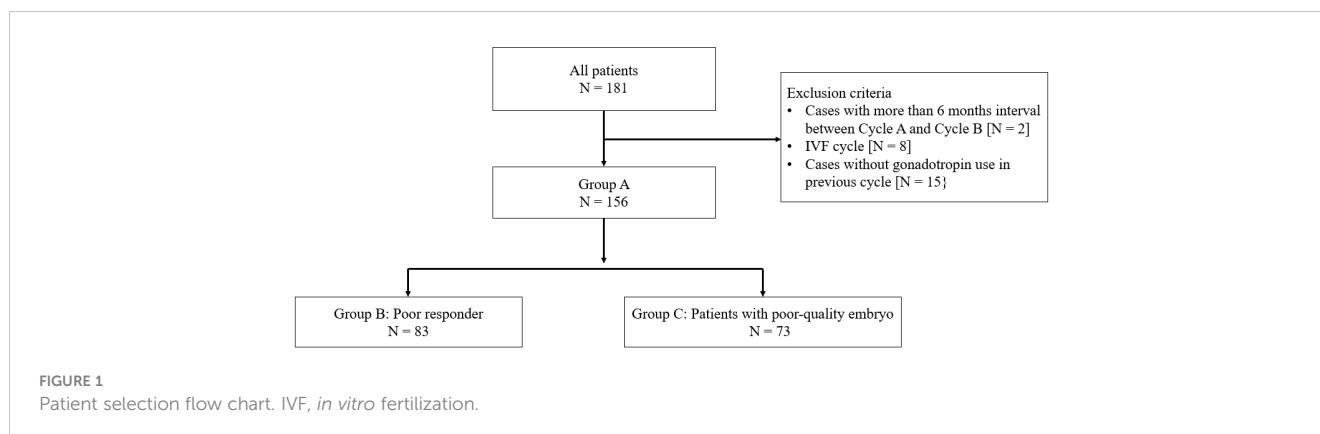 All patients
N = 181
Exclusion criteria
• Cases with more than 6 months interval
between Cycle A and Cycle B [N = 2]
• IVF cycle [N = 8]
• Cases without gonadotropin use in
previous cycle [N = 15}
Group A
N = 156
Group B: Poor responder
N = 83
Group C: Patients with poor-quality embryo
N = 73
FIGURE 1
Patient selection flow chart. IVF, in vitro fertilization.